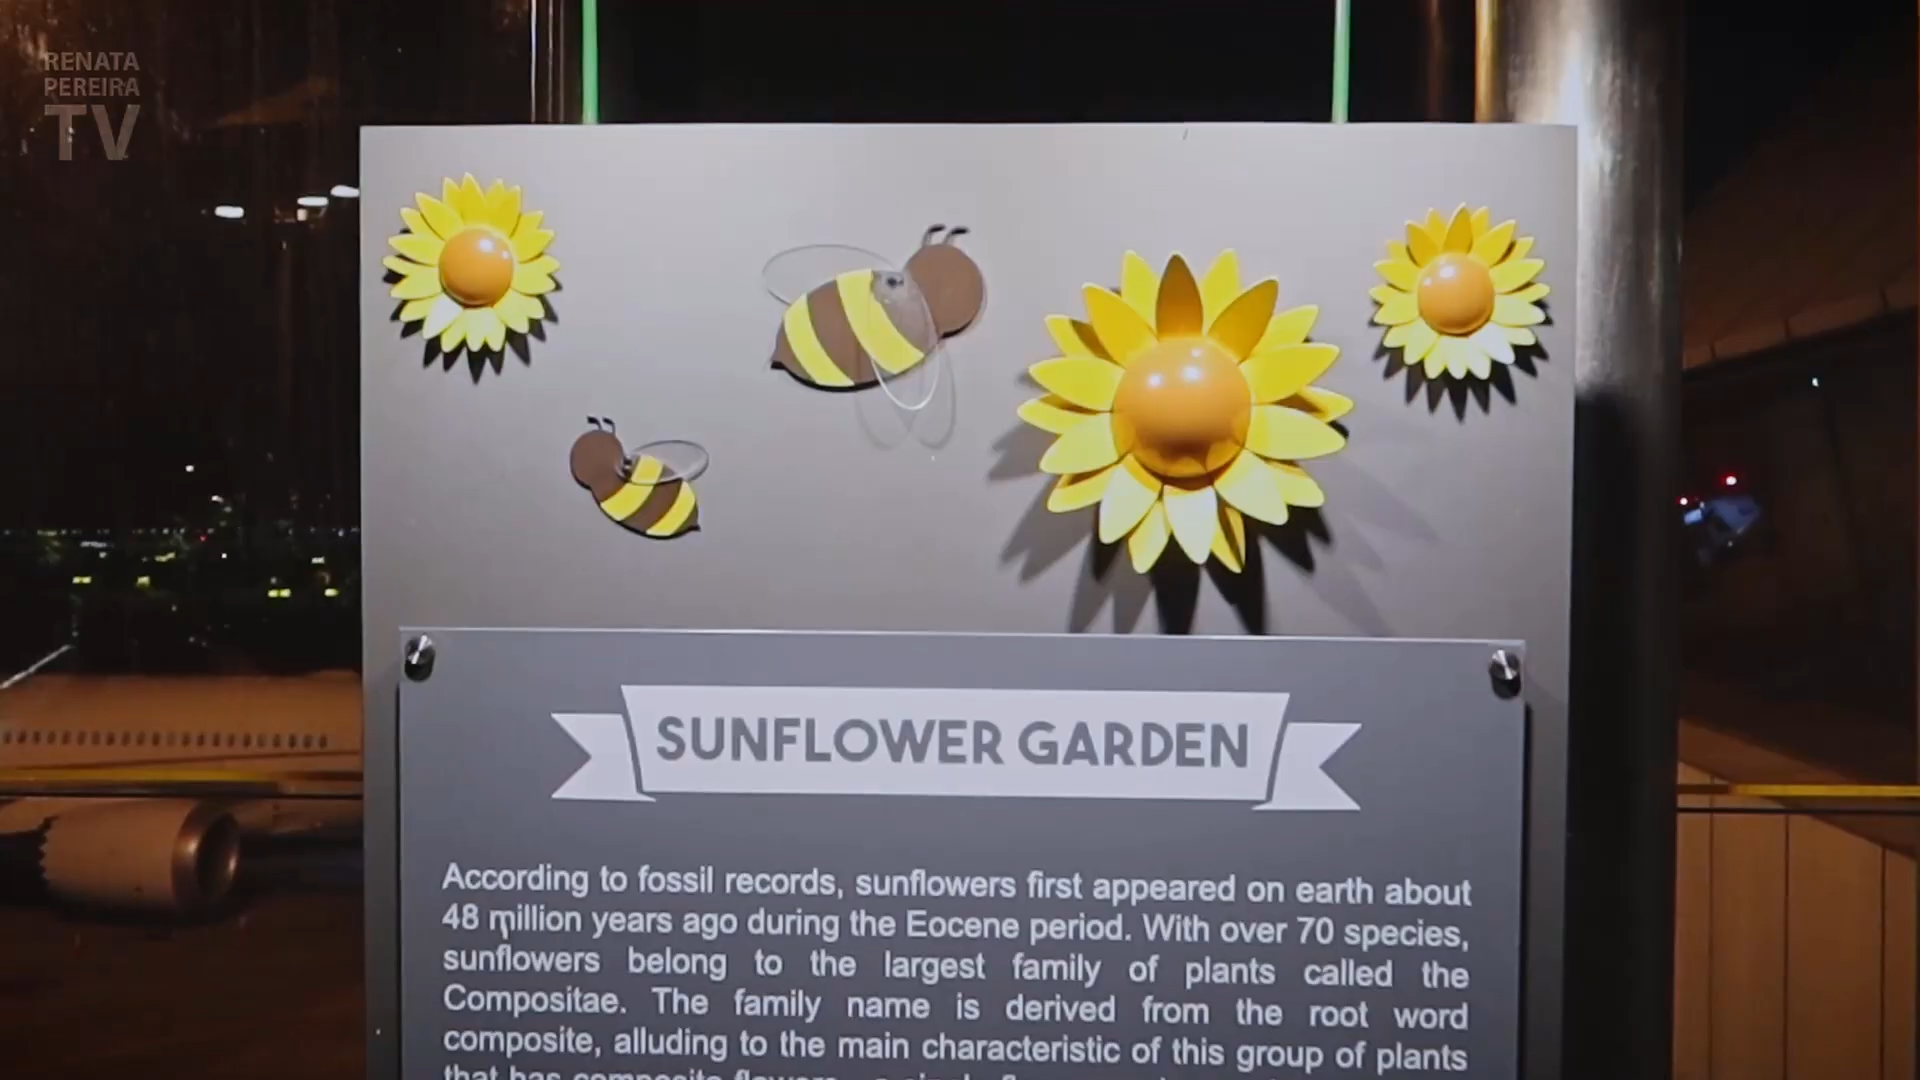 RENATA
PEREIRA
TV
SUNFLOWER GARDEN
According to fossil records, sunflowers first appeared on earth about
48 million years ago during the Eocene period. With over 70 species,
sunflowers belong to the largest family of plants called the
Compositae. The family name is derived from the root word
composite, alluding to the main characteristic of this group of plants
that has composite